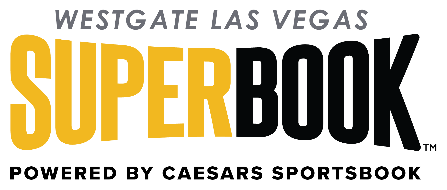 WESTGATE LAS VEGAS
SUPERBOOK™
POWERED BY CAESARS SPORTSBOOK